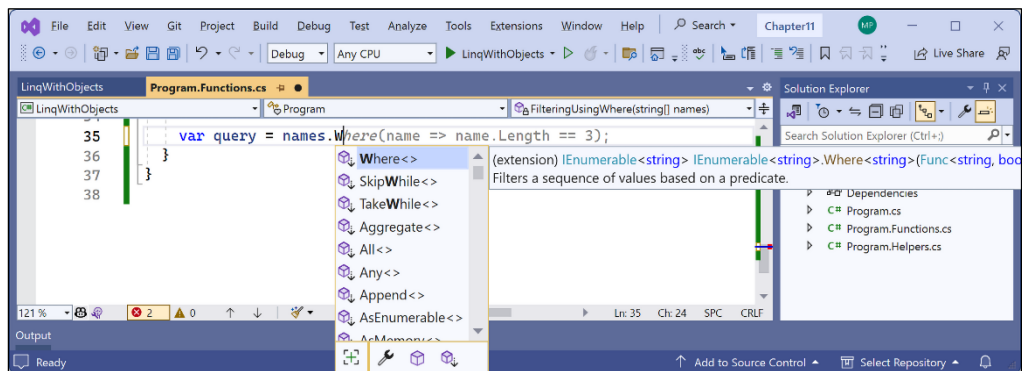 File Edit View Git Project Build Debug Test Analyze Tools Extensions Window Help Search Chapter11 MP
Debug Any CPU LinqWithObjects Live Share
LinqWithObjects Program.Functions.cs Solution Explorer
LinqWithObjects Program FilteringUsingWhere(string[] names)
Search Solution Explorer (Ctrl+;)
35 var query = names.Where(name => name.Length == 3);
36 }
37 }
38
Where<>
SkipWhile<>
TakeWhile<>
Aggregate<>
All<>
Any<>
Append<>
AsEnumerable<>
AsMemory<>
(extension) IEnumerable<string> IEnumerable<string>.Where<string>(Func<string, boo
Filters a sequence of values based on a predicate.
Dependencies
C# Program.cs
C# Program.Functions.cs
C# Program.Helpers.cs
121 % 2 0 Ln: 35 Ch: 24 SPC CRLF
Output
Ready Add to Source Control Select Repository